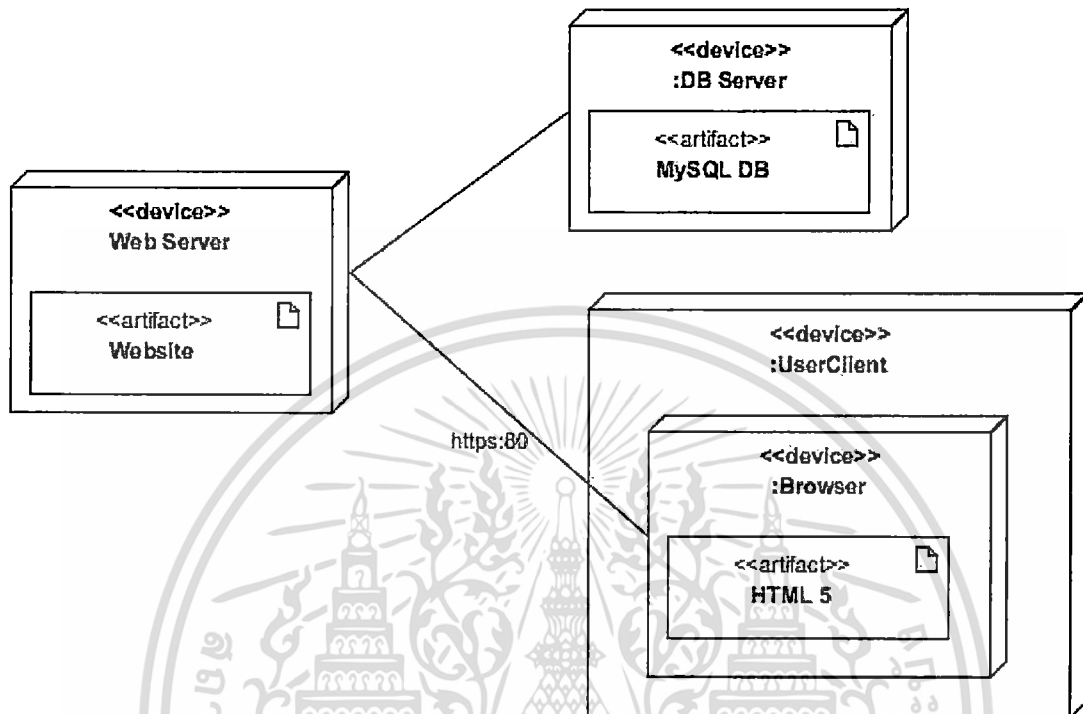 <<device>>
:DB Server
<<artifact>>
MySQL DB
<<device>>
Web Server
<<artifact>>
Website
https:80
<<device>>
:UserClient
<<device>>
:Browser
<<artifact>>
HTML 5